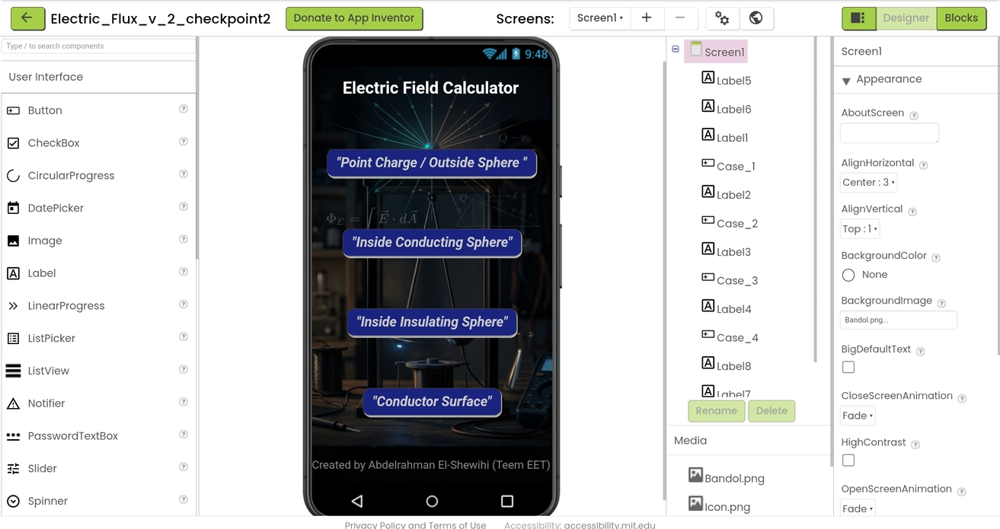 Electric_Flux_v_2_checkpoint2
Donate to App Inventor
Screens:
Screen1
Designer
Blocks
Type / to search components
User Interface
Button
CheckBox
CircularProgress
DatePicker
Image
Label
LinearProgress
ListPicker
ListView
Notifier
PasswordTextBox
Slider
Spinner
9:48
Electric Field Calculator
"Point Charge / Outside Sphere "
Φ_E = ∫ E⃗ · dA⃗
"Inside Conducting Sphere"
"Inside Insulating Sphere"
"Conductor Surface"
Created by Abdelrahman El-Shewihi (Teem EET)
Screen1
Label5
Label6
Label1
Case_1
Label2
Case_2
Label3
Case_3
Label4
Case_4
Label8
Label7
Rename
Delete
Media
Bandol.png
Icon.png
Screen1
Appearance
AboutScreen
AlignHorizontal
Center : 3
AlignVertical
Top : 1
BackgroundColor
None
BackgroundImage
Bandol.png...
BigDefaultText
CloseScreenAnimation
Fade
HighContrast
OpenScreenAnimation
Fade
Privacy Policy and Terms of Use
Accessibility: accessibility.mit.edu